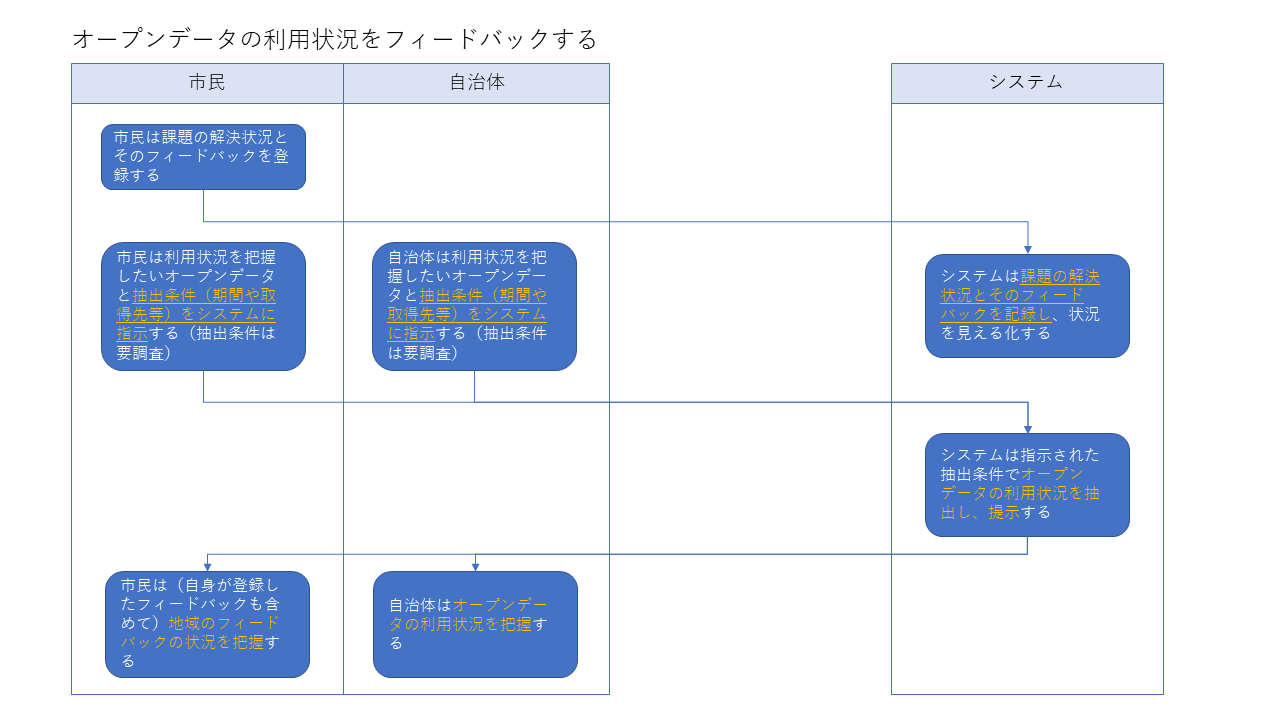 オープンデータの利用状況をフィードバックする
市民
自治体
システム
市民は課題の解決状況と
そのフィードバックを登
録する
市民は利用状況を把握
したいオープンデータ
と抽出条件（期間や取
得先等）をシステムに
指示する（抽出条件は
要調査）
自治体は利用状況を把
握したいオープンデー
タと抽出条件（期間や
取得先等）をシステム
に指示する（抽出条件
は要調査）
システムは課題の解決
状況とそのフィード
バックを記録し、状況
を見える化する
システムは指示された
抽出条件でオープン
データの利用状況を抽
出し、提示する
市民は（自身が登録し
たフィードバックも含
めて）地域のフィード
バックの状況を把握す
る
自治体はオープンデー
タの利用状況を把握す
る